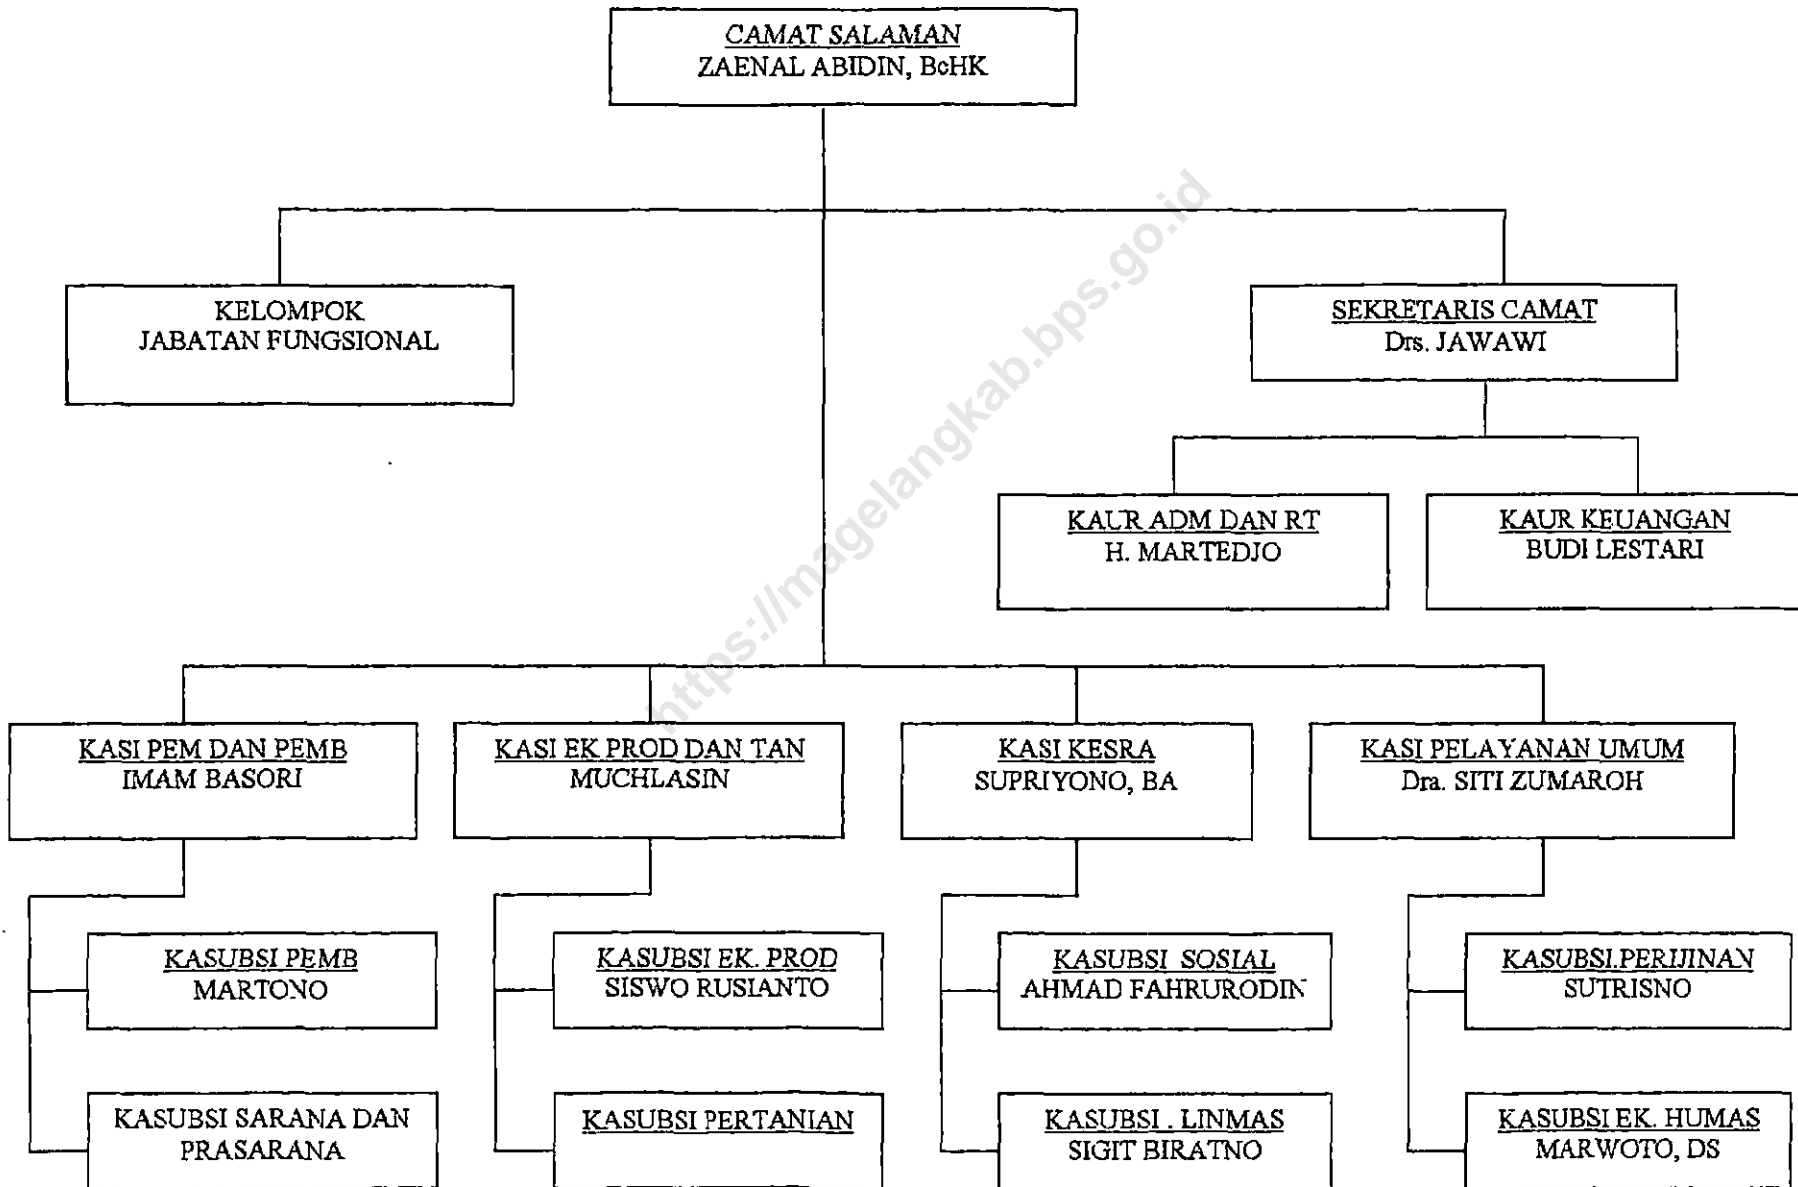 CAMAT SALAMAN
ZAENAL ABIDIN, BcHK
KELOMPOK
JABATAN FUNGSIONAL
SEKRETARIS CAMAT
Drs. JAWAWI
KAUR ADM DAN RT
H. MARTEDJO
KAUR KEUANGAN
BUDI LESTARI
https://magelangkab.bps.go.id
KASI PEM DAN PEMB
IMAM BASORI
KASI EK PROD DAN TAN
MUCHLASIN
KASI KESRA
SUPRIYONO, BA
KASI PELAYANAN UMUM
Dra. SITI ZUMAROH
KASUBSI PEMB
MARTONO
KASUBSI EK. PROD
SISWO RUSIANTO
KASUBSI SOSIAL
AHMAD FAHRURODIN
KASUBSI.PERIJINAN
SUTRISNO
KASUBSI SARANA DAN
PRASARANA
KASUBSI PERTANIAN
KASUBSI . LINMAS
SIGIT BIRATNO
KASUBSI EK. HUMAS
MARWOTO, DS